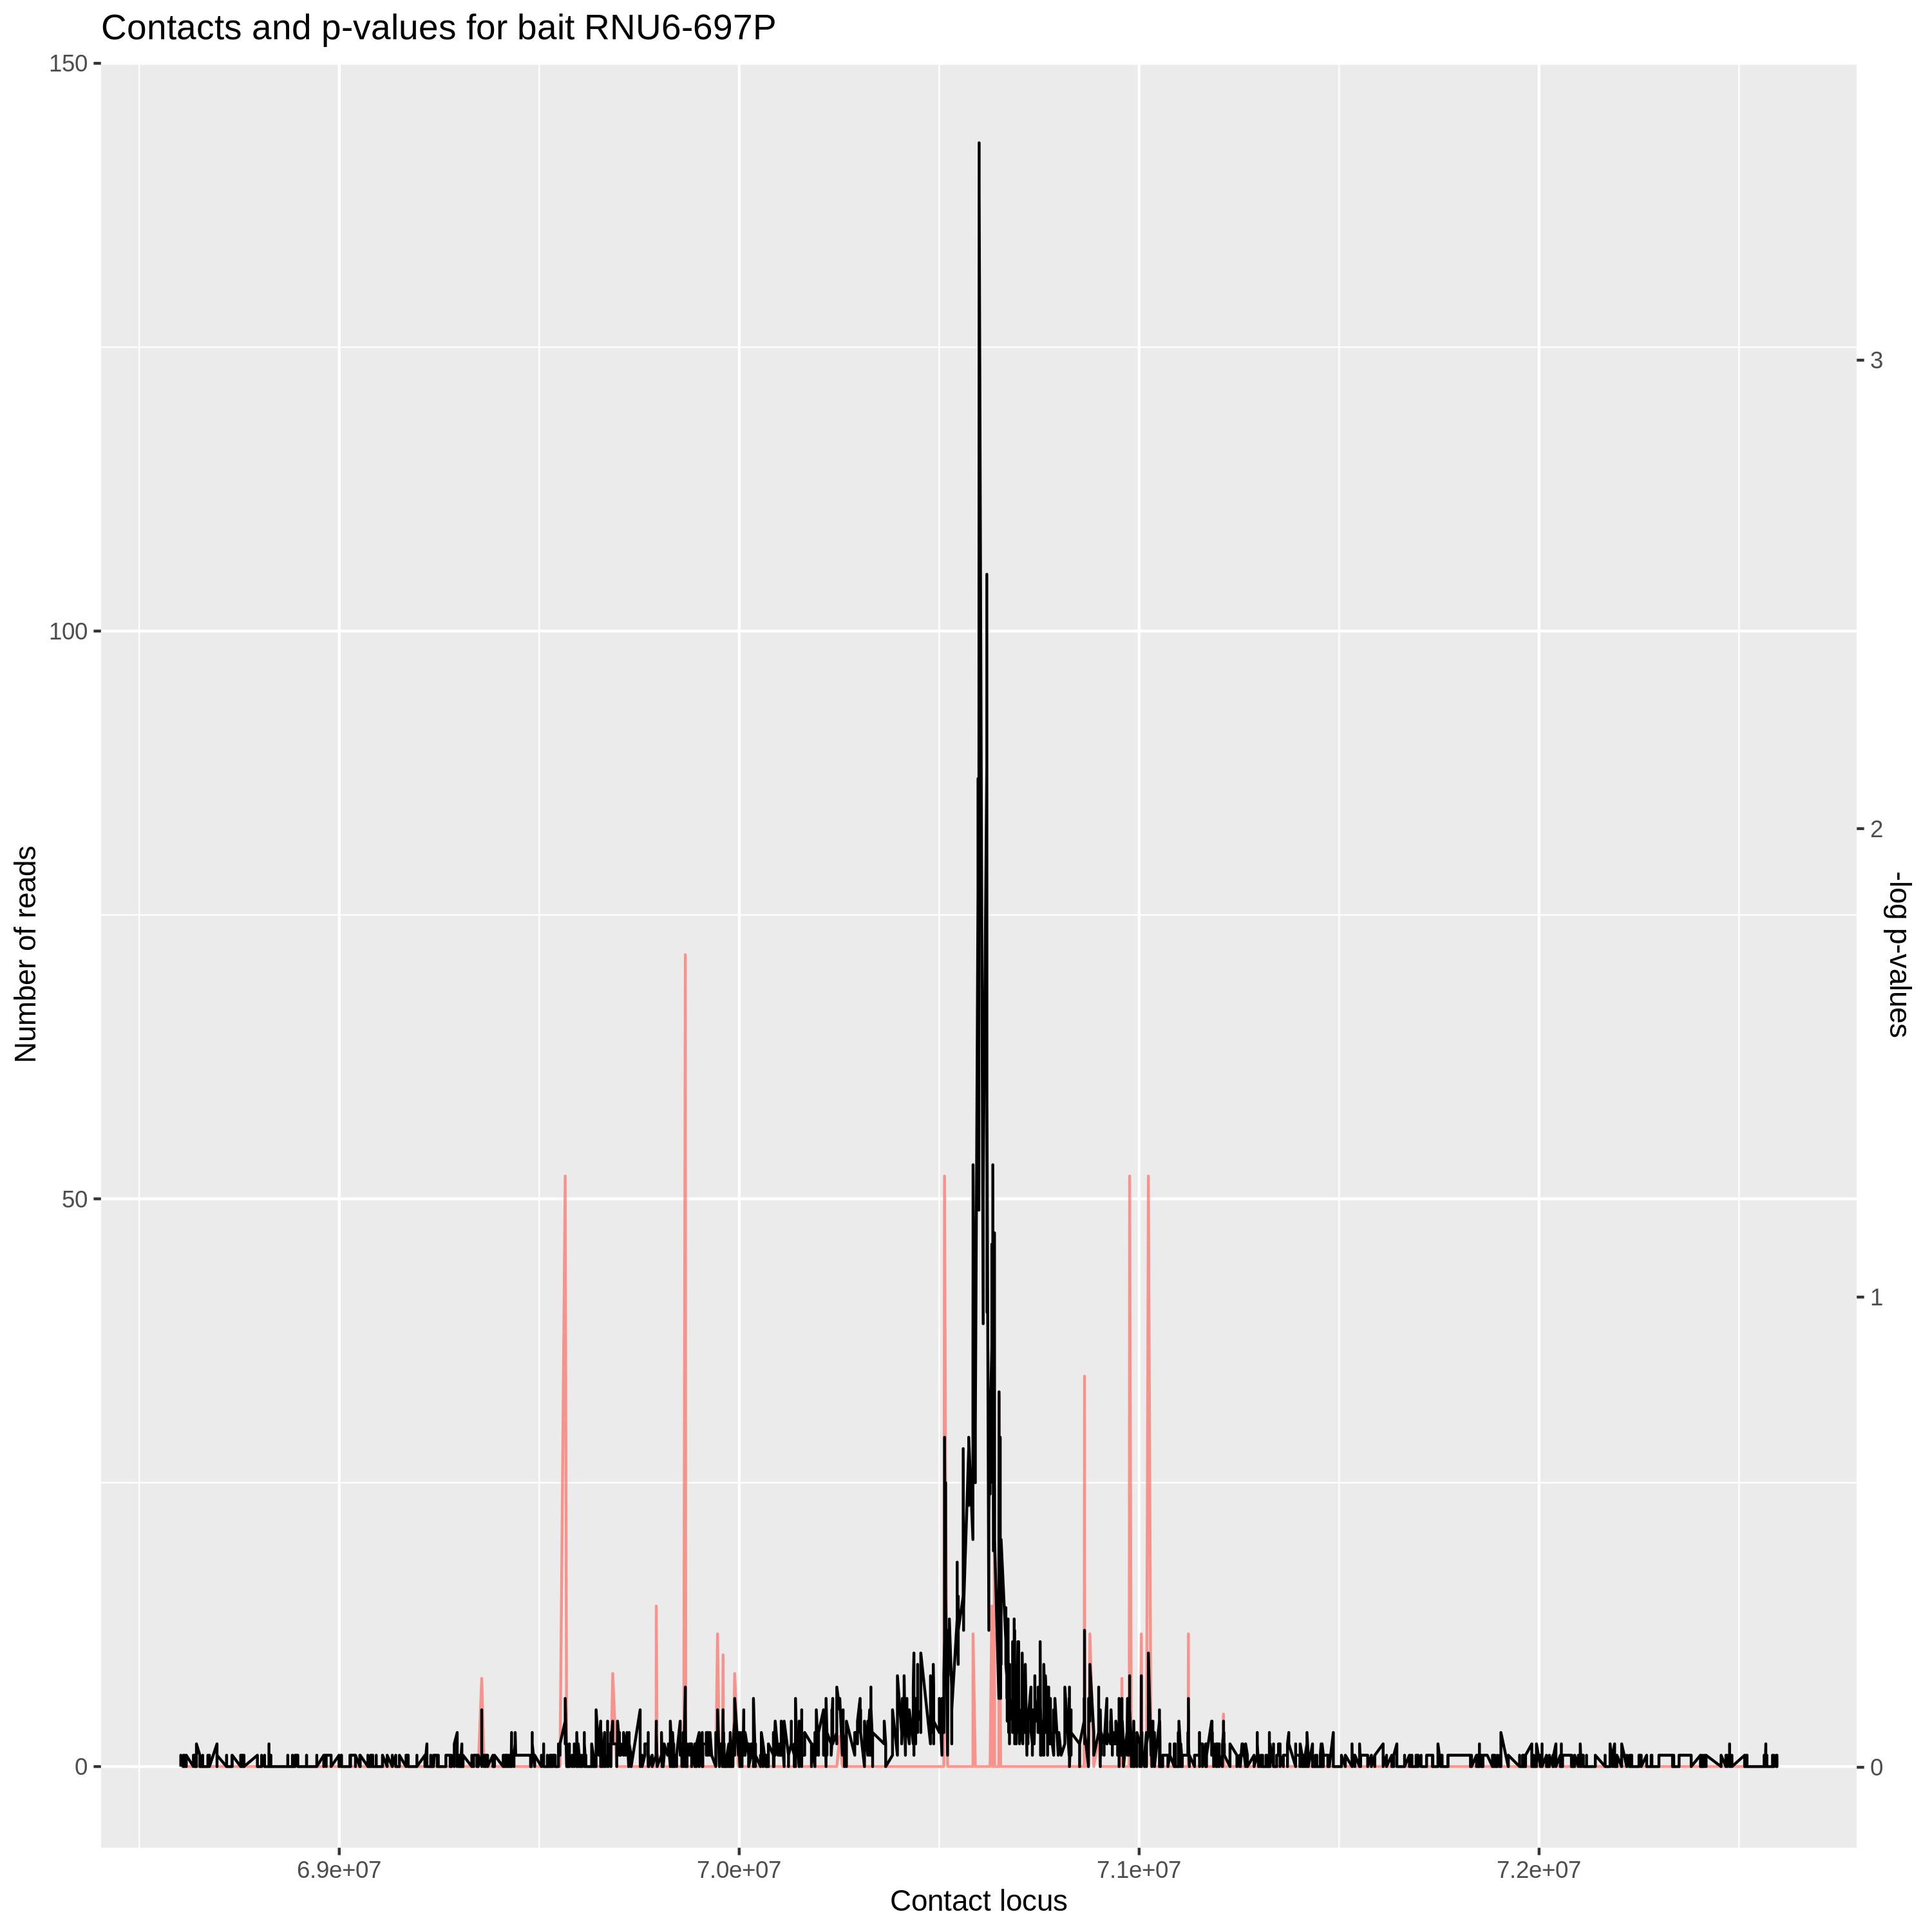 Contacts and p-values for bait RNU6-697P
150
100
50
0
Number of reads
3
2
1
0
-log p-values
6.9e+07 7.0e+07 7.1e+07 7.2e+07
Contact locus